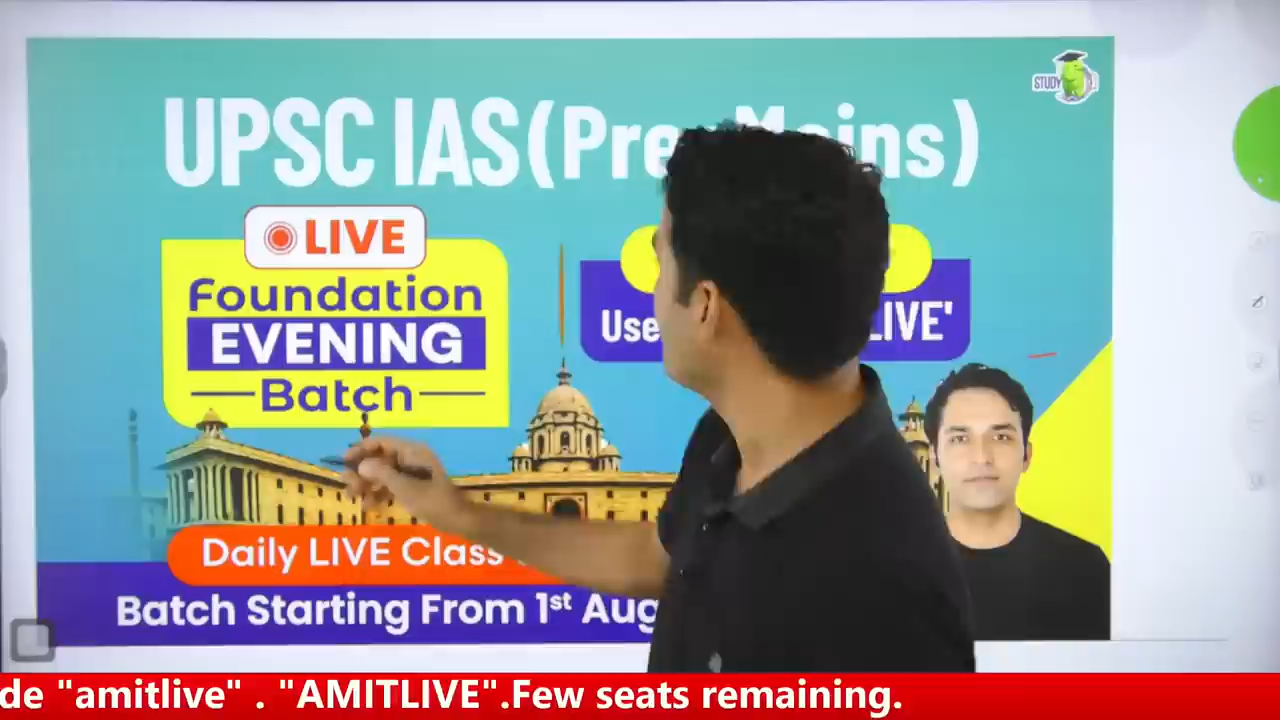 STUDY
UPSC IAS (Pre
ins)
LIVE
Foundation
EVENING
Batch
Use
LIVE'
Daily LIVE Class
Batch Starting From 1st Aug
de "amitlive" . "AMITLIVE".Few seats remaining.